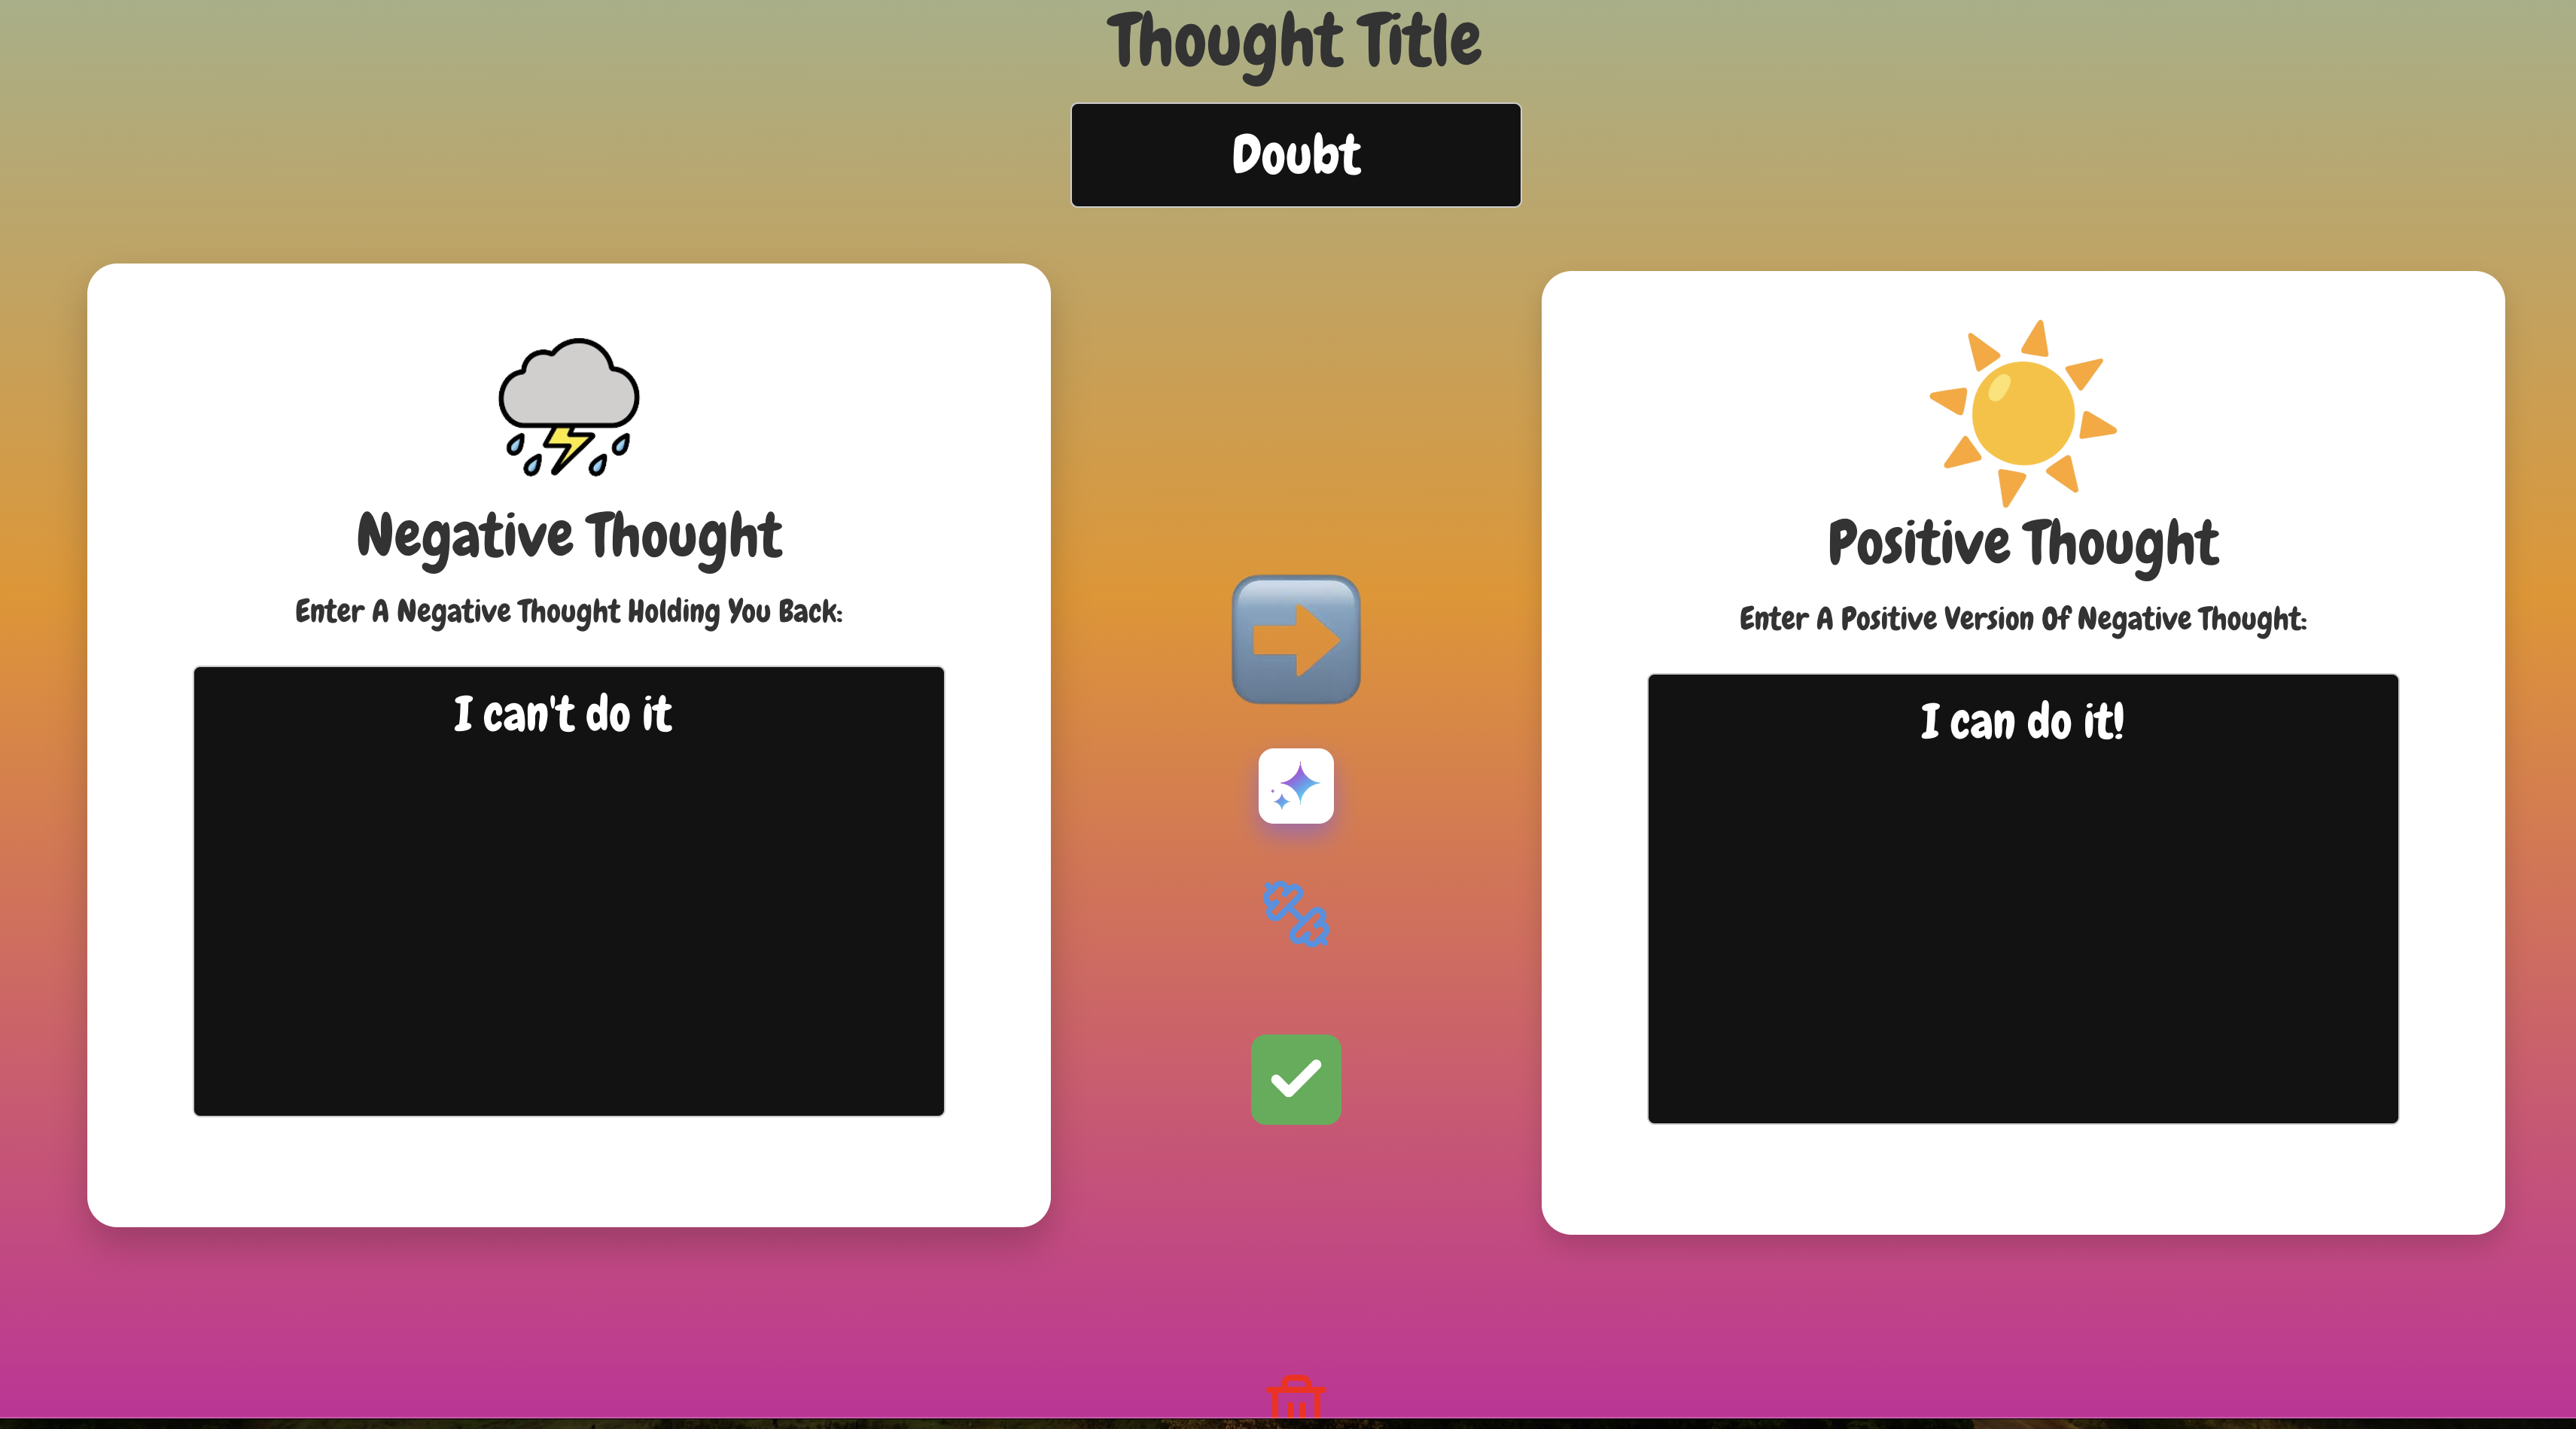 Thought Title
Doubt
Negative Thought
Enter A Negative Thought Holding You Back:
I can't do it
Positive Thought
Enter A Positive Version Of Negative Thought:
I can do it!